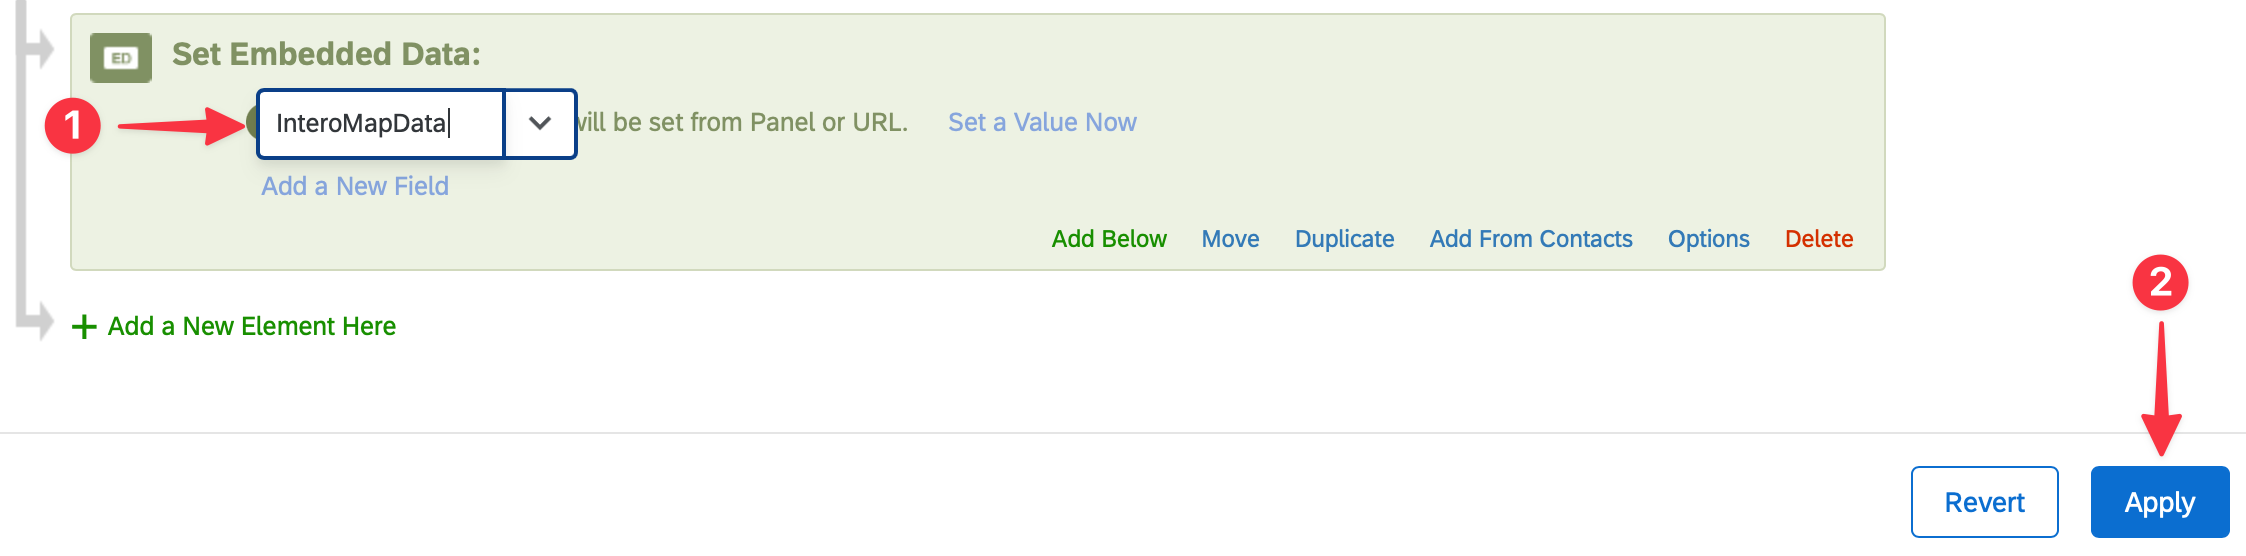 ED
Set Embedded Data:
1
InteroMapData
will be set from Panel or URL.
Set a Value Now
Add a New Field
Add Below
Move
Duplicate
Add From Contacts
Options
Delete
+ Add a New Element Here
2
Revert
Apply